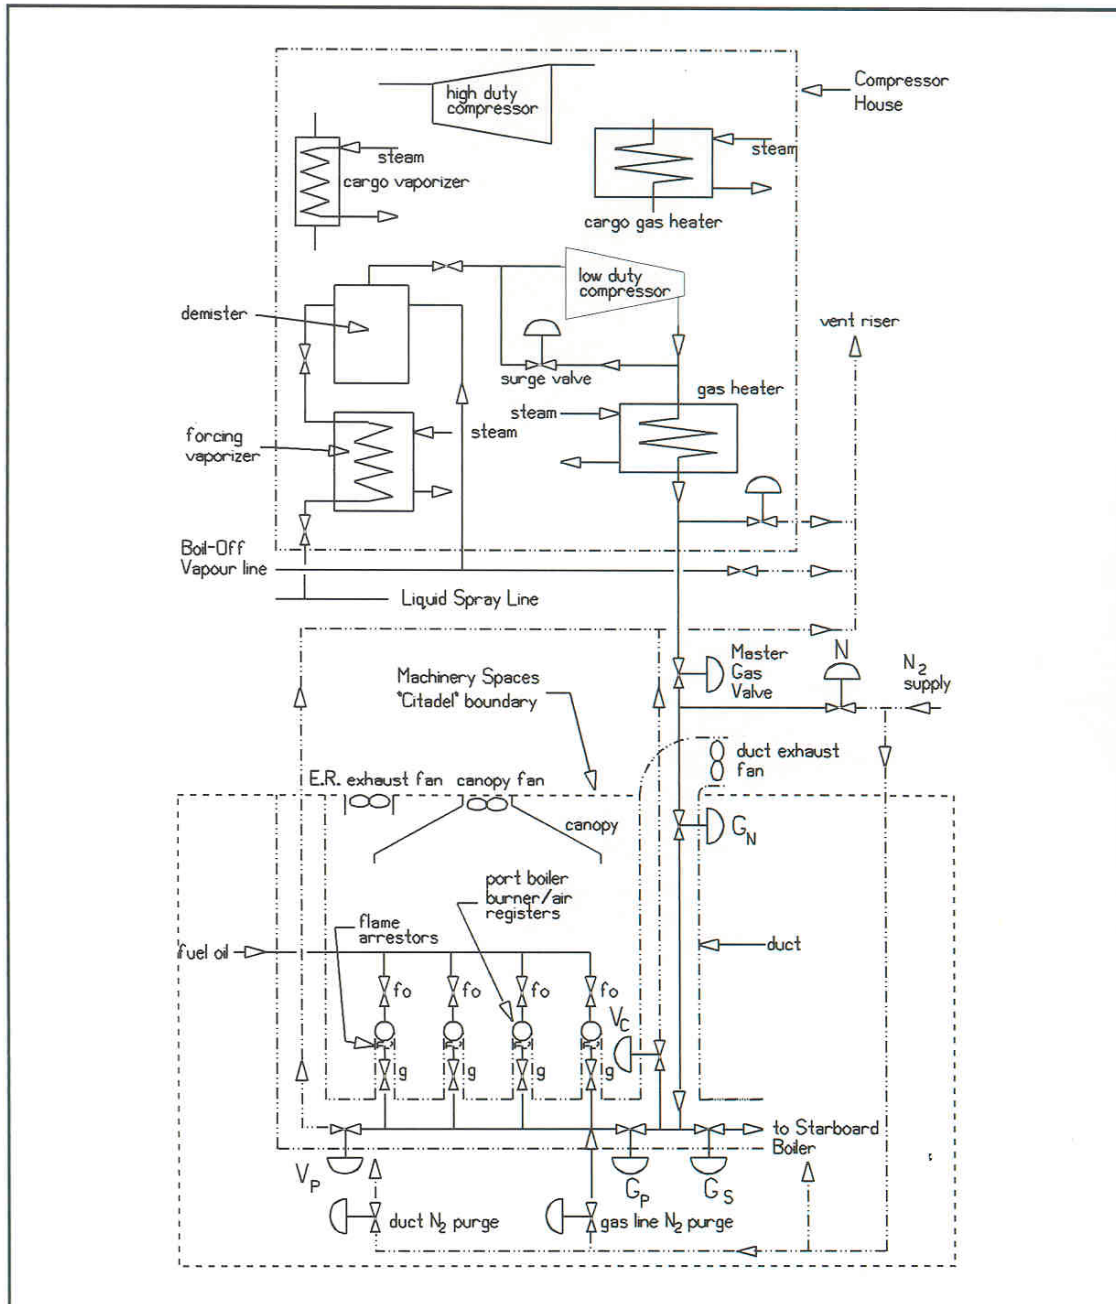 high duty
compressor
Compressor
House
steam
cargo vaporizer
steam
cargo gas heater
low duty
compressor
demister
vent riser
surge valve
gas heater
steam
forcing
vaporizer
steam
Boil-Off
Vapour line
Liquid Spray Line
Master
Gas
Valve
N
N2
supply
Machinery Spaces
"Citadel" boundary
duct exhaust
fan
E.R. exhaust fan
canopy fan
canopy
GN
port boiler
burner/air
registers
flame
arrestors
fuel oil
duct
fo
fo
fo
fo
VC
g
g
g
g
to Starboard
Boiler
VP
GP
GS
duct N2 purge
gas line N2 purge